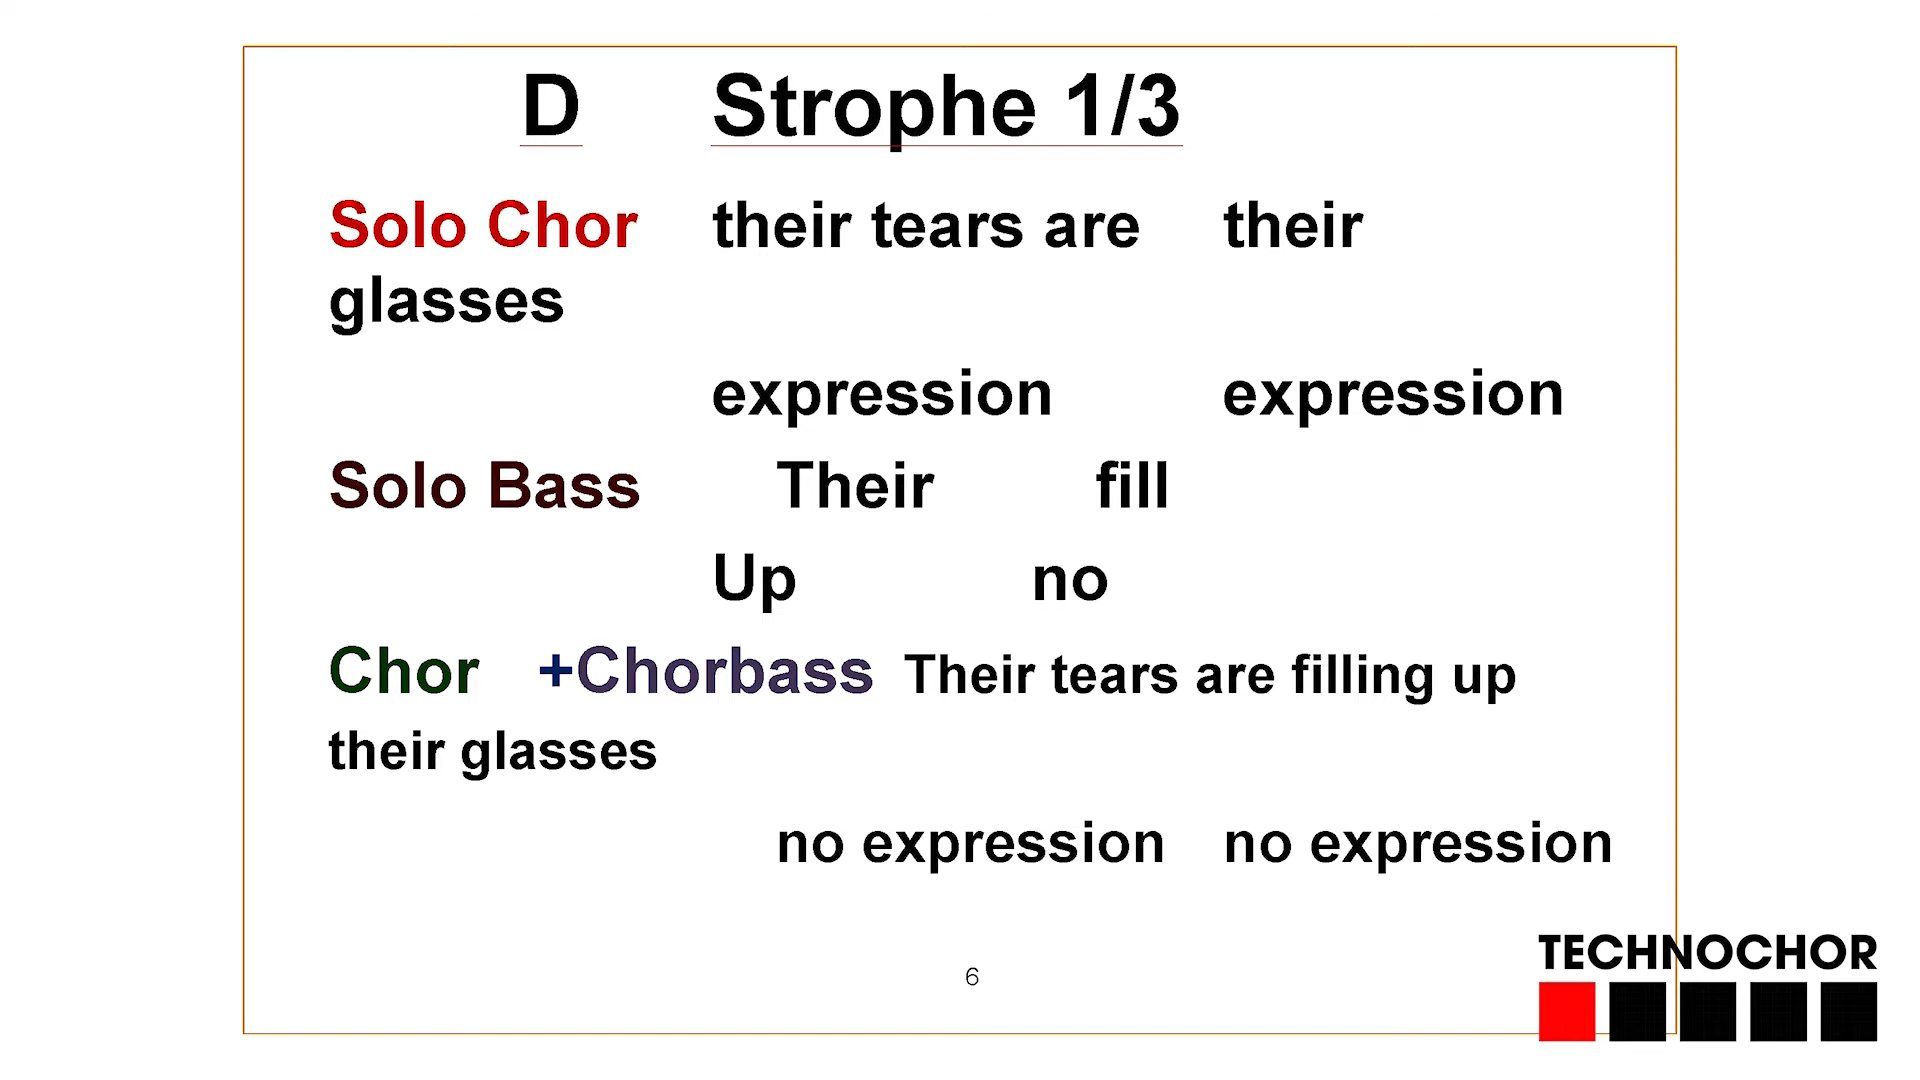 D Strophe 1/3
Solo Chor their tears are their
glasses
expression expression
Solo Bass Their fill
Up no
Chor +Chorbass Their tears are filling up
their glasses
no expression no expression
6
TECHNOCHOR